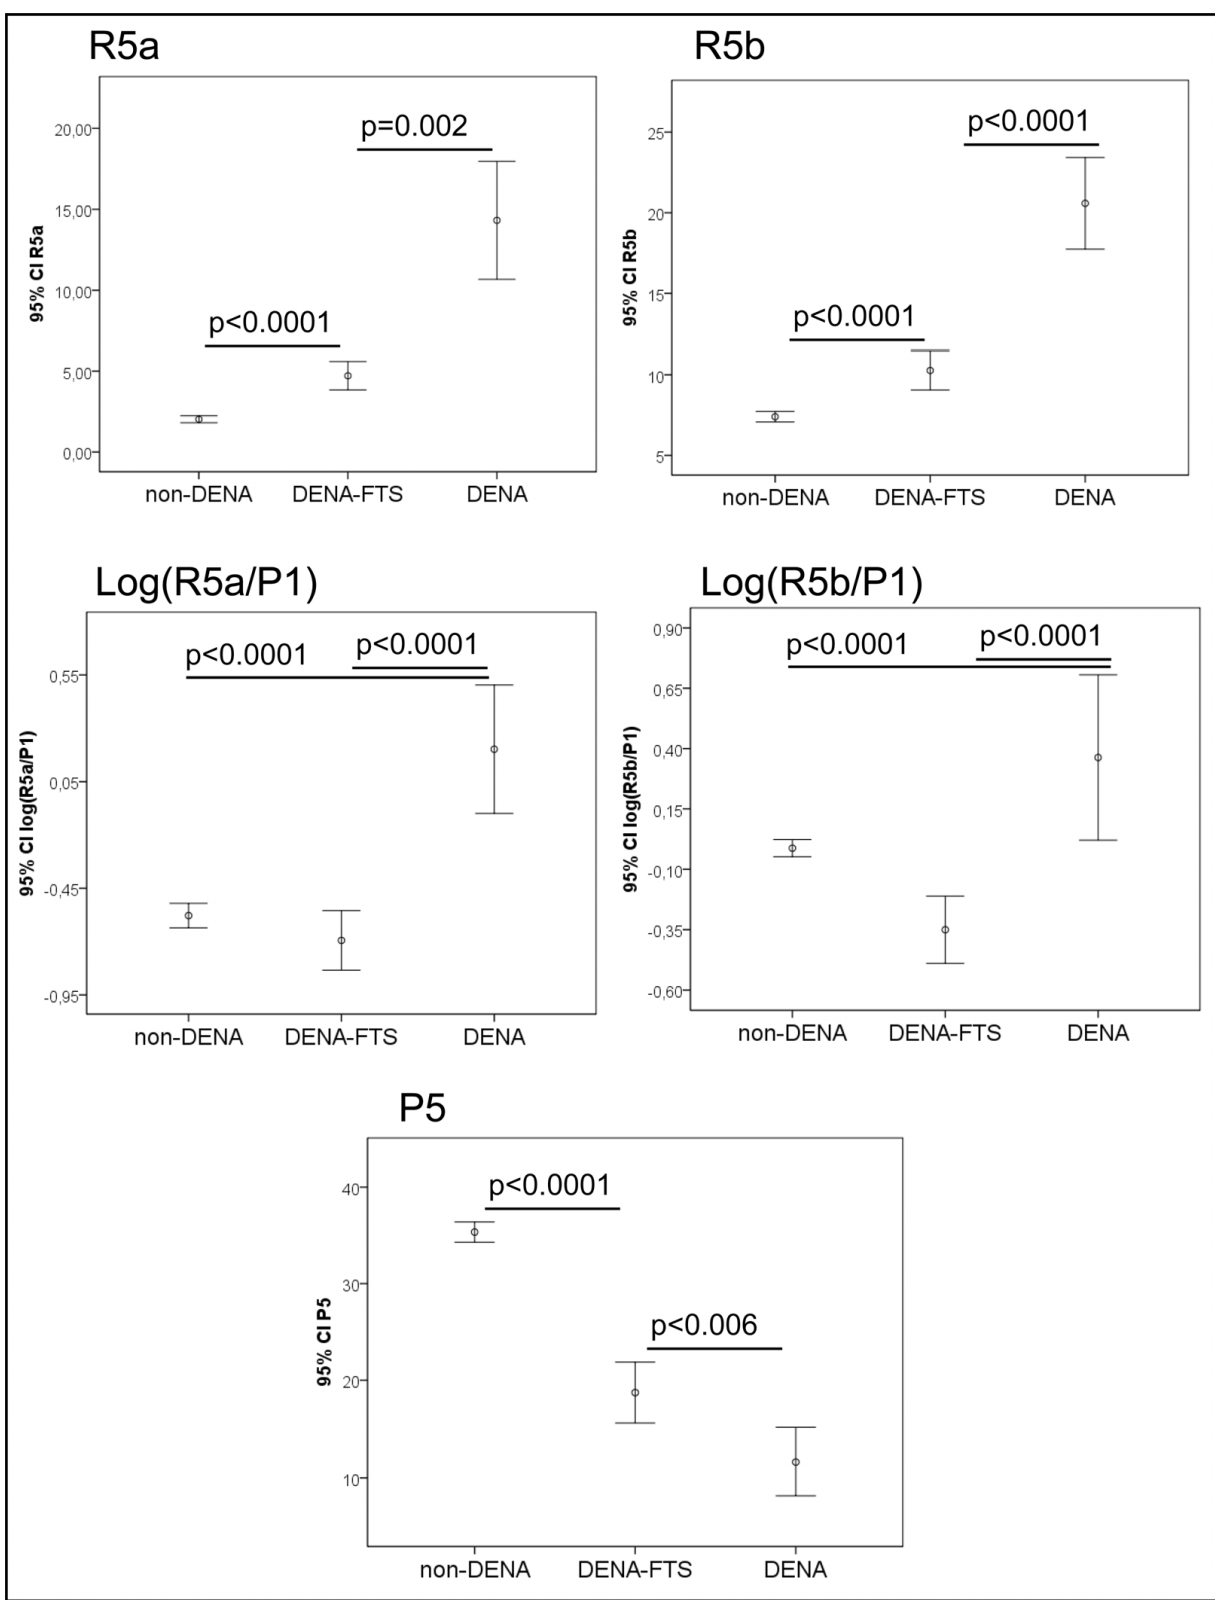 R5a
p=0.002
p<0.0001
95% CI R5a
20,00
15,00
10,00
5,00
0,00
non-DENA DENA-FTS DENA
R5b
p<0.0001
p<0.0001
95% CI R5b
25
20
15
10
5
non-DENA DENA-FTS DENA
Log(R5a/P1)
p<0.0001
p<0.0001
95% CI log(R5a/P1)
0,55
0,05
-0,45
-0,95
non-DENA DENA-FTS DENA
Log(R5b/P1)
p<0.0001
p<0.0001
95% CI log(R5b/P1)
0,90
0,65
0,40
0,15
-0,10
-0,35
-0,60
non-DENA DENA-FTS DENA
P5
p<0.0001
p<0.006
95% CI P5
40
30
20
10
non-DENA DENA-FTS DENA